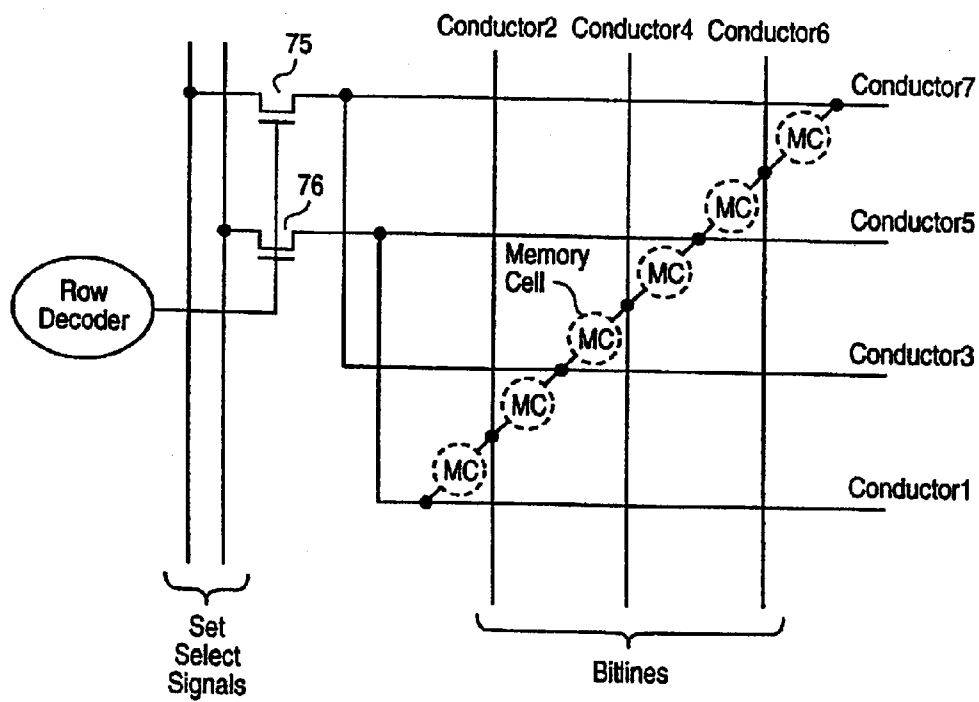 Conductor2 Conductor4 Conductor6
75
Conductor7
MC
76
MC
Conductor5
Memory
Cell
MC
Row
Decoder
MC
Conductor3
MC
MC
Conductor1
Set
Select
Signals
Bitlines